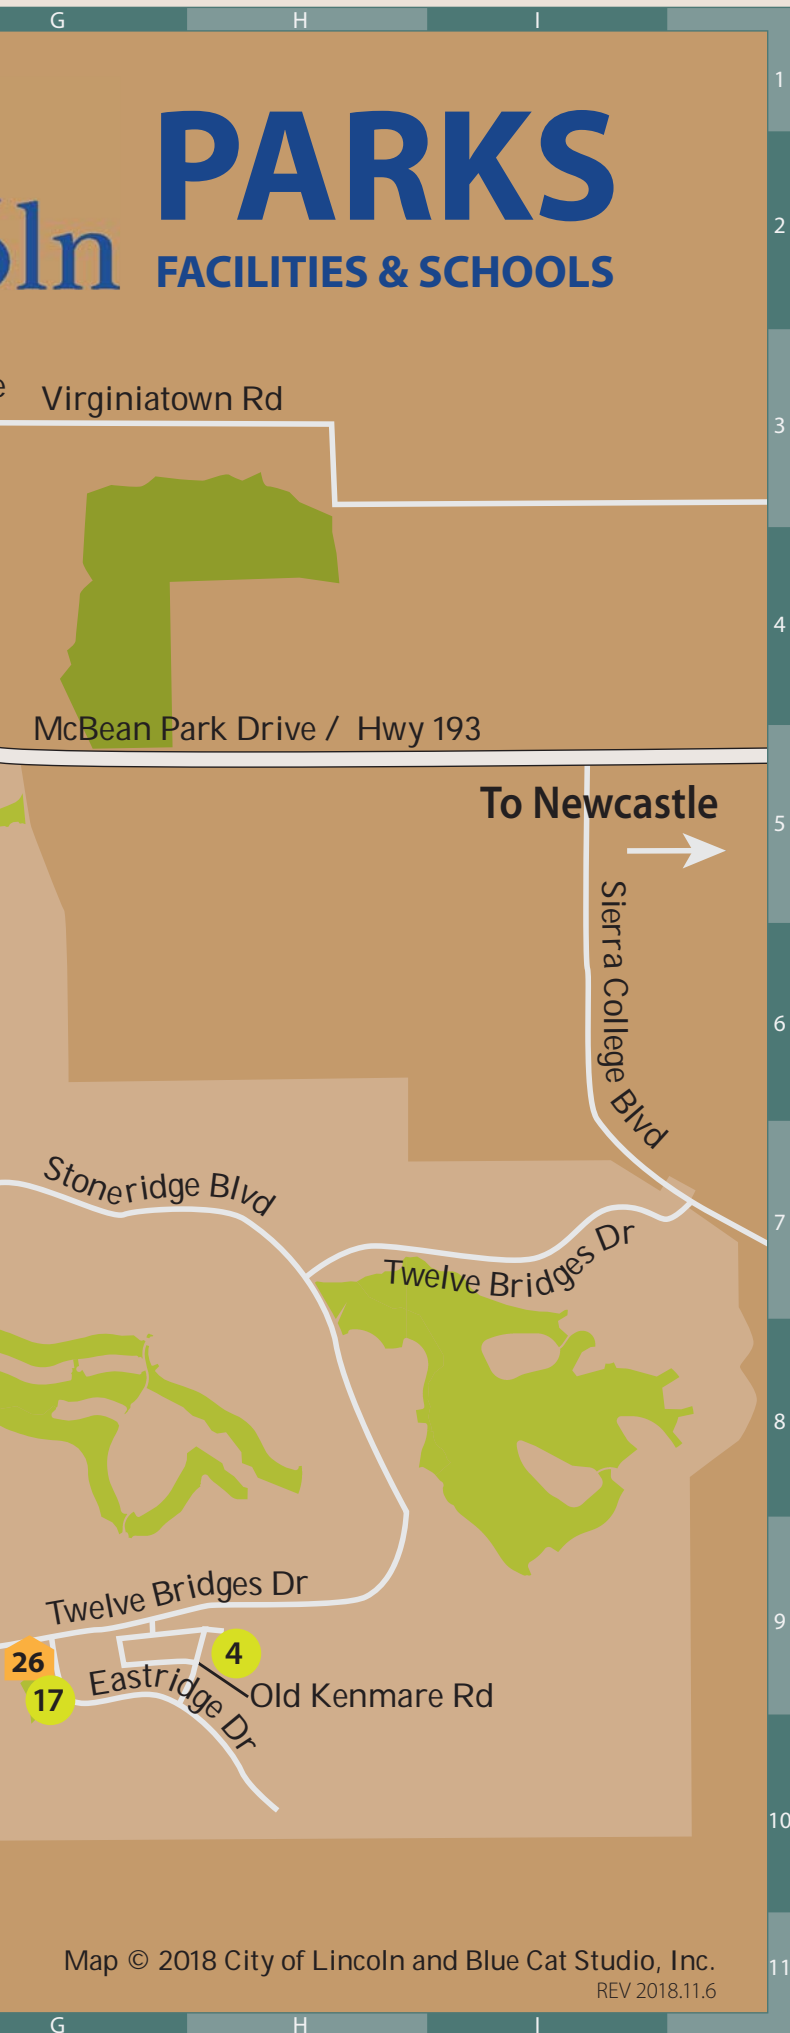 G H I
1
PARKS
2
oln
FACILITIES & SCHOOLS
e Virginiatown Rd
3
4
McBean Park Drive / Hwy 193
To Newcastle
5
Sierra College Blvd
6
Stoneridge Blvd
7
Twelve Bridges Dr
8
Twelve Bridges Dr
9
4
26
17
Eastridge Dr
Old Kenmare Rd
10
Map © 2018 City of Lincoln and Blue Cat Studio, Inc.
11
REV 2018.11.6
G H I